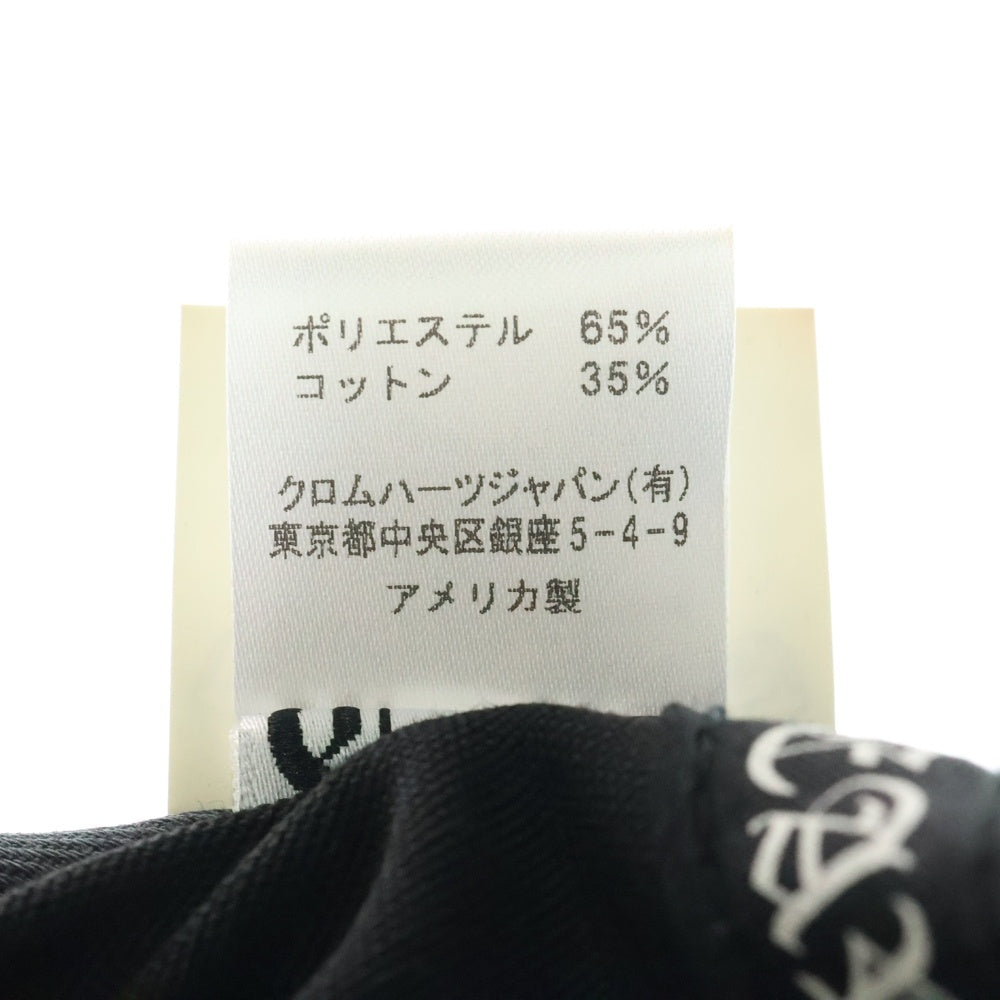 ポリエステル 65%
コットン 35%
クロムハーツジャパン(有)
東京都中央区銀座5-4-9
アメリカ製